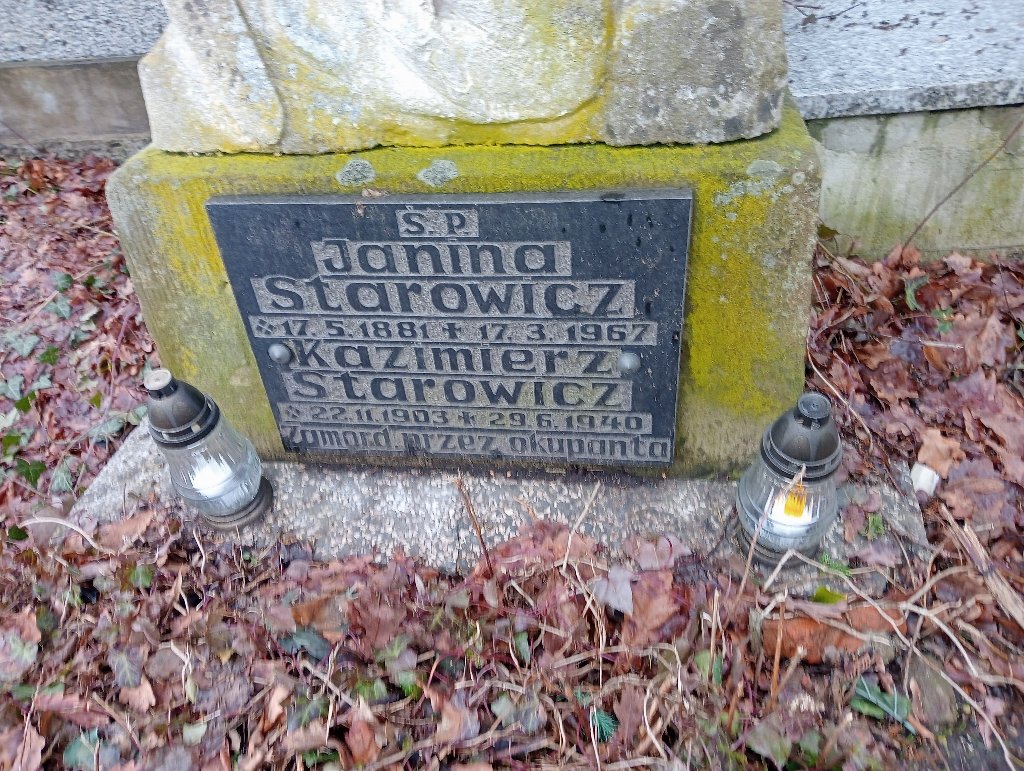 Ś.P.
Janina
Starowicz
* 17.5.1881 + 17.3.1967
Kazimierz
Starowicz
* 22.11.1903 + 29.6.1940
Zamord. przez okupanta